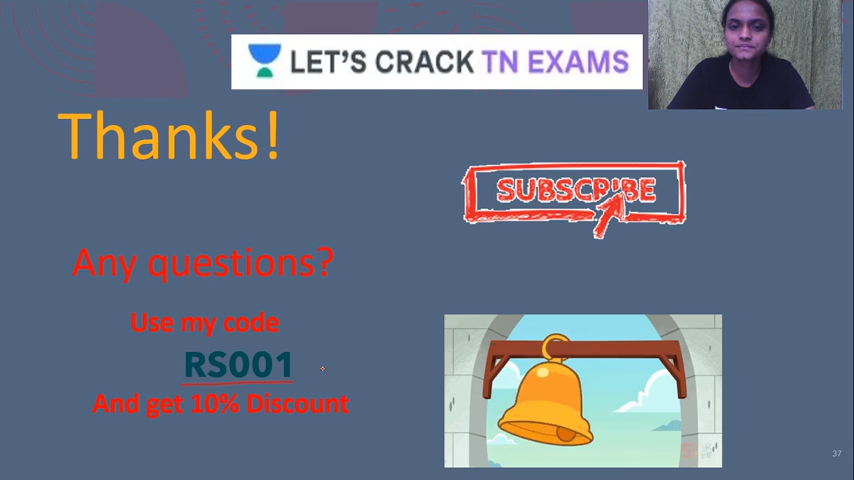 LET'S CRACK TN EXAMS
Thanks!
SUBSCRIBE
Any questions?
Use my code
RS001
And get 10% Discount
37